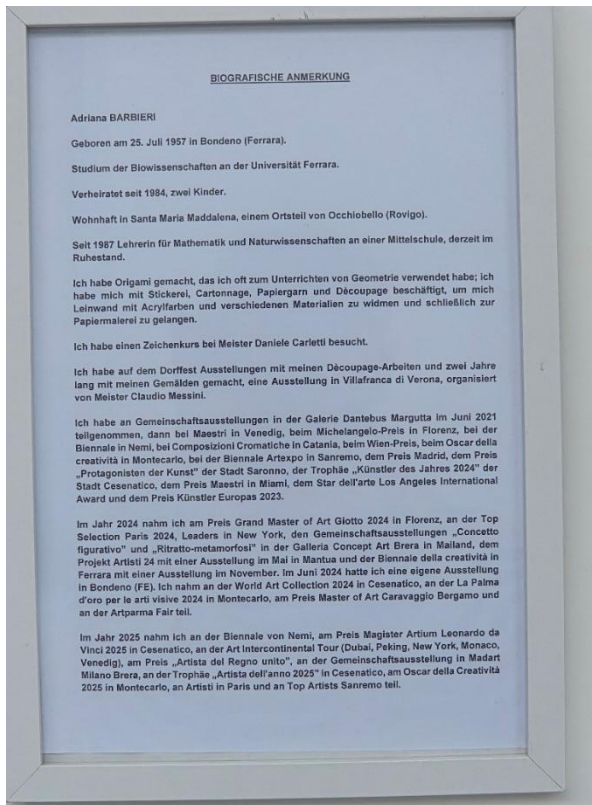 BIOGRAFISCHE ANMERKUNG
Adriana BARBIERI
Geboren am 25. Juli 1957 in Bondeno (Ferrara).
Studium der Biowissenschaften an der Universität Ferrara.
Verheiratet seit 1984, zwei Kinder.
Wohnhaft in Santa Maria Maddalena, einem Ortsteil von Occhiobello (Rovigo).
Seit 1987 Lehrerin für Mathematik und Naturwissenschaften an einer Mittelschule, derzeit im
Ruhestand.
Ich habe Origami gemacht, das ich oft zum Unterrichten von Geometrie verwendet habe; ich
habe mich mit Stickerei, Cartonnage, Papiergarn und Dècoupage beschäftigt, um mich
Leinwand mit Acrylfarben und verschiedenen Materialien zu widmen und schließlich zur
Papiermalerei zu gelangen.
Ich habe einen Zeichenkurs bei Meister Daniele Carletti besucht.
Ich habe auf dem Dorffest Ausstellungen mit meinen Dècoupage-Arbeiten und zwei Jahre
lang mit meinen Gemälden gemacht, eine Ausstellung in Villafranca di Verona, organisiert
von Meister Claudio Messini.
Ich habe an Gemeinschaftsausstellungen in der Galerie Dantebus Margutta im Juni 2021
teilgenommen, dann bei Maestri in Venedig, beim Michelangelo-Preis in Florenz, bei der
Biennale in Nemi, bei Composizioni Cromatiche in Catania, beim Wien-Preis, beim Oscar della
creatività in Montecarlo, bei der Biennale Artexpo in Sanremo, dem Preis Madrid, dem Preis
„Protagonisten der Kunst" der Stadt Saronno, der Trophäe „Künstler des Jahres 2024" der
Stadt Cesenatico, dem Preis Maestri in Miami, dem Star dell'arte Los Angeles International
Award und dem Preis Künstler Europas 2023.
Im Jahr 2024 nahm ich am Preis Grand Master of Art Giotto 2024 in Florenz, an der Top
Selection Paris 2024, Leaders in New York, den Gemeinschaftsausstellungen „Concetto
figurativo" und „Ritratto-metamorfosi" in der Galleria Concept Art Brera in Mailand, dem
Projekt Artisti 24 mit einer Ausstellung im Mai in Mantua und der Biennale della creatività in
Ferrara mit einer Ausstellung im November. Im Juni 2024 hatte ich eine eigene Ausstellung
in Bondeno (FE). Ich nahm an der World Art Collection 2024 in Cesenatico, an der La Palma
d'oro per le arti visive 2024 in Montecarlo, am Preis Master of Art Caravaggio Bergamo und
an der Artparma Fair teil.
Im Jahr 2025 nahm ich an der Biennale von Nemi, am Preis Magister Artium Leonardo da
Vinci 2025 in Cesenatico, an der Art Intercontinental Tour (Dubai, Peking, New York, Monaco,
Venedig), am Preis „Artista del Regno unito", an der Gemeinschaftsausstellung in Madart
Milano Brera, an der Trophäe „Artista dell'anno 2025" in Cesenatico, am Oscar della Creatività
2025 in Montecarlo, an Artisti in Paris und an Top Artists Sanremo teil.